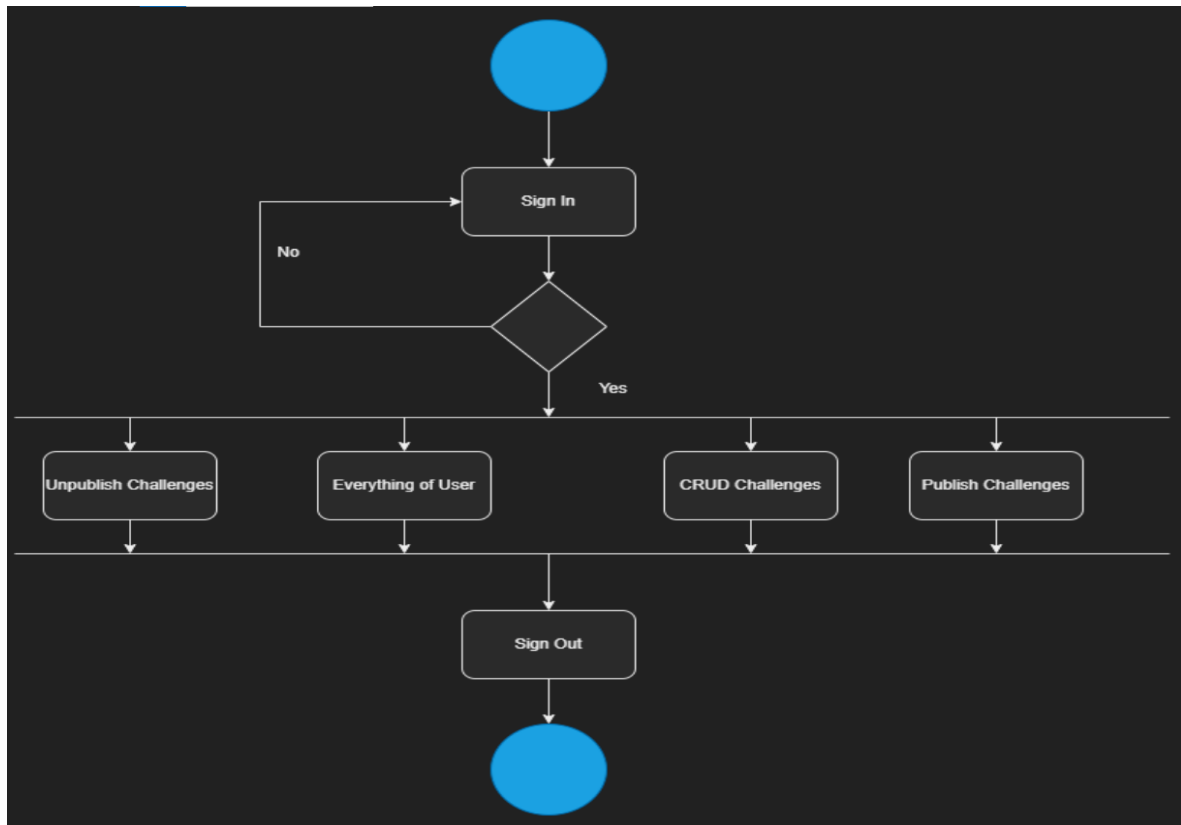 Sign In
No
Yes
Unpublish Challenges
Everything of User
CRUD Challenges
Publish Challenges
Sign Out